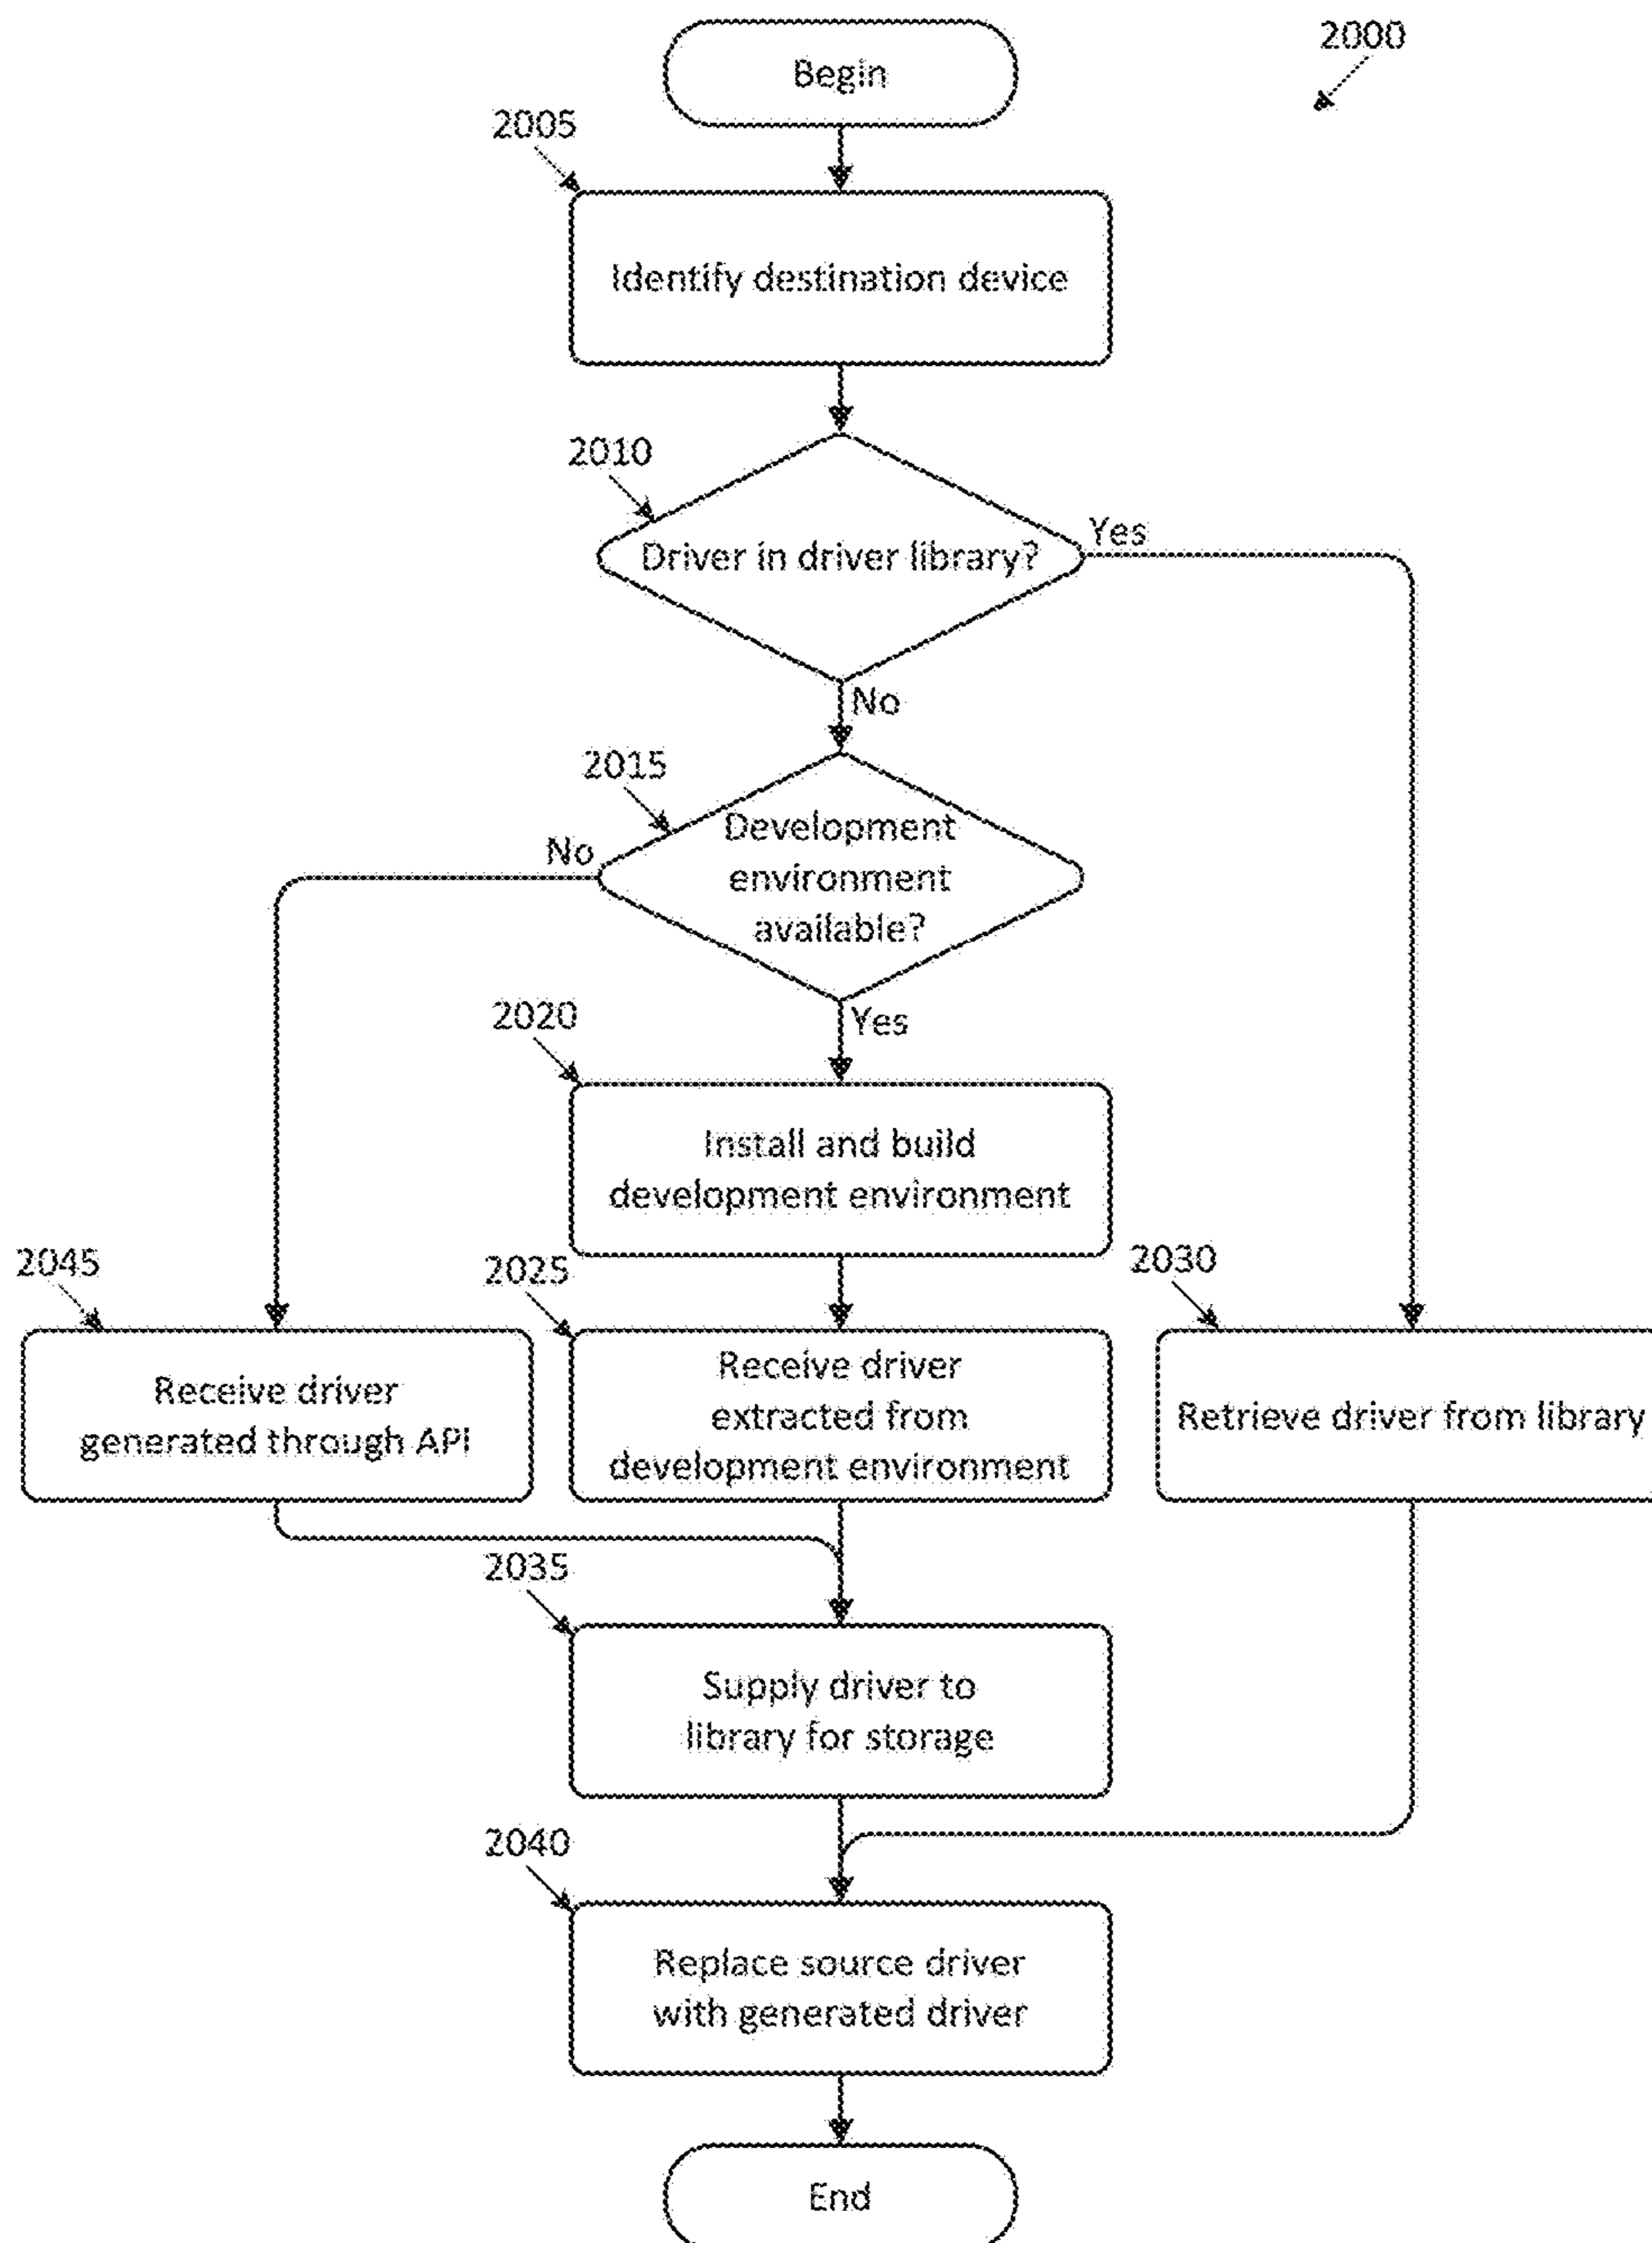 Begin
2000
2005
Identify destination device
2010
Driver in driver library?
Yes
No
2015
Development
environment
available?
No
Yes
2020
Install and build
development environment
2045
Receive driver
generated through API
2025
Receive driver
extracted from
development environment
2030
Retrieve driver from library
2035
Supply driver to
library for storage
2040
Replace source driver
with generated driver
End